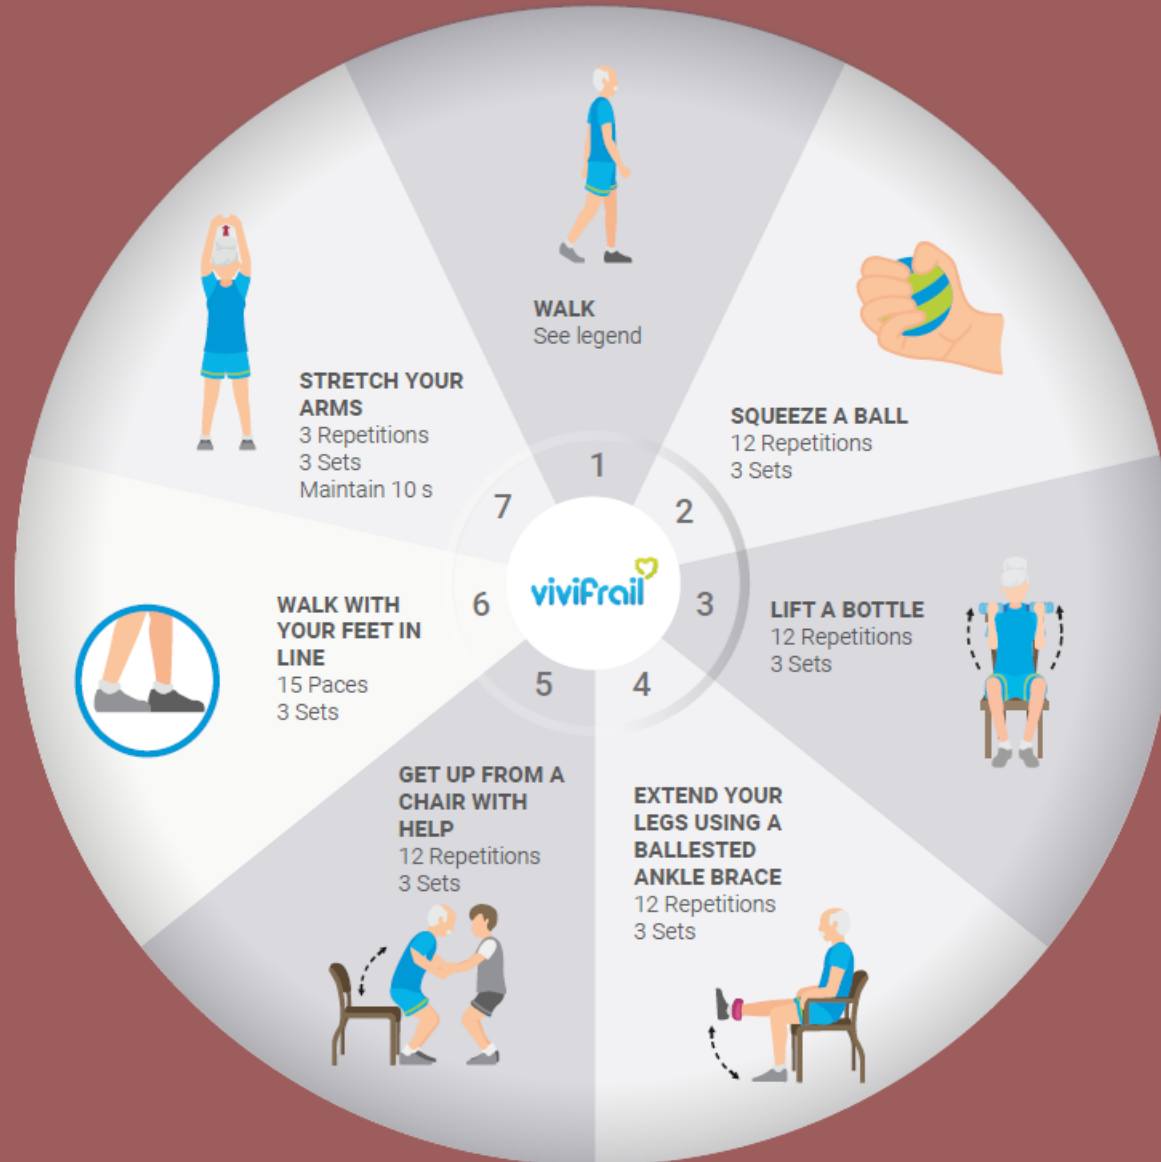 WALK
See legend
1
SQUEEZE A BALL
12 Repetitions
3 Sets
2
LIFT A BOTTLE
12 Repetitions
3 Sets
3
EXTEND YOUR
LEGS USING A
BALLESTED
ANKLE BRACE
12 Repetitions
3 Sets
4
GET UP FROM A
CHAIR WITH
HELP
12 Repetitions
3 Sets
5
WALK WITH
YOUR FEET IN
LINE
15 Paces
3 Sets
6
STRETCH YOUR
ARMS
3 Repetitions
3 Sets
Maintain 10 s
7
vivifrail